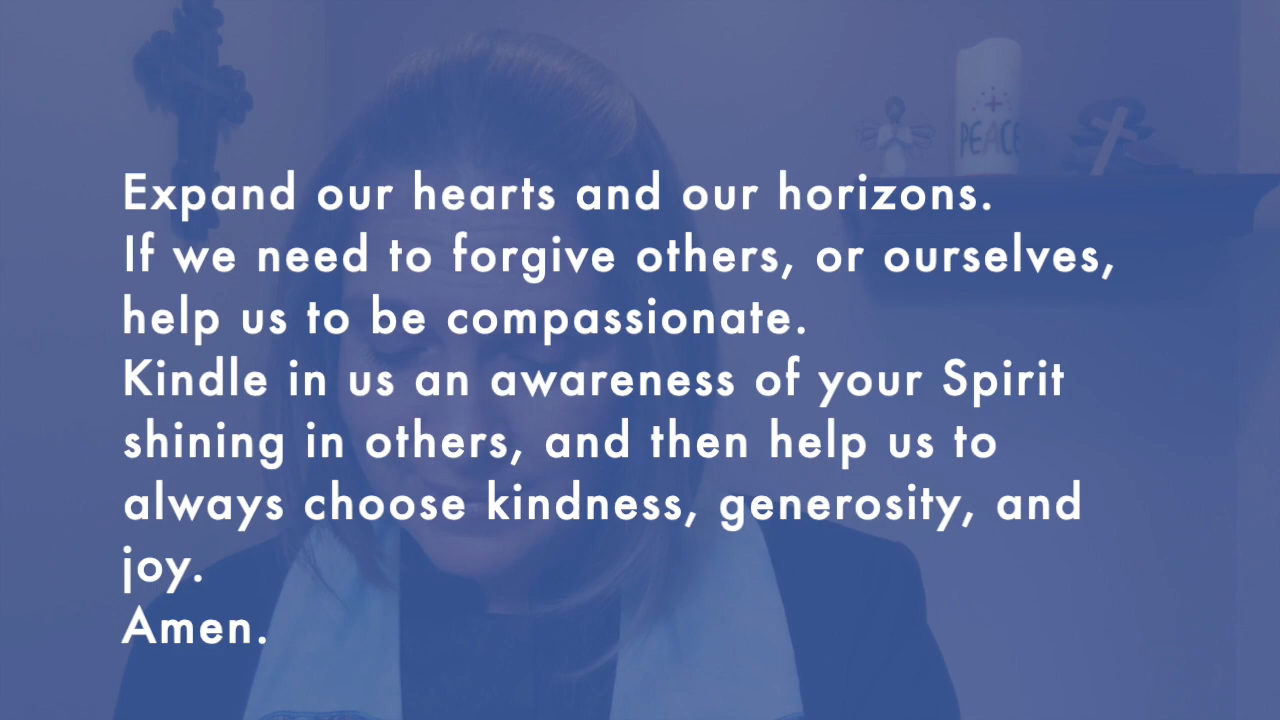 PEACE
Expand our hearts and our horizons.
If we need to forgive others, or ourselves,
help us to be compassionate.
Kindle in us an awareness of your Spirit
shining in others, and then help us to
always choose kindness, generosity, and
joy.
Amen.